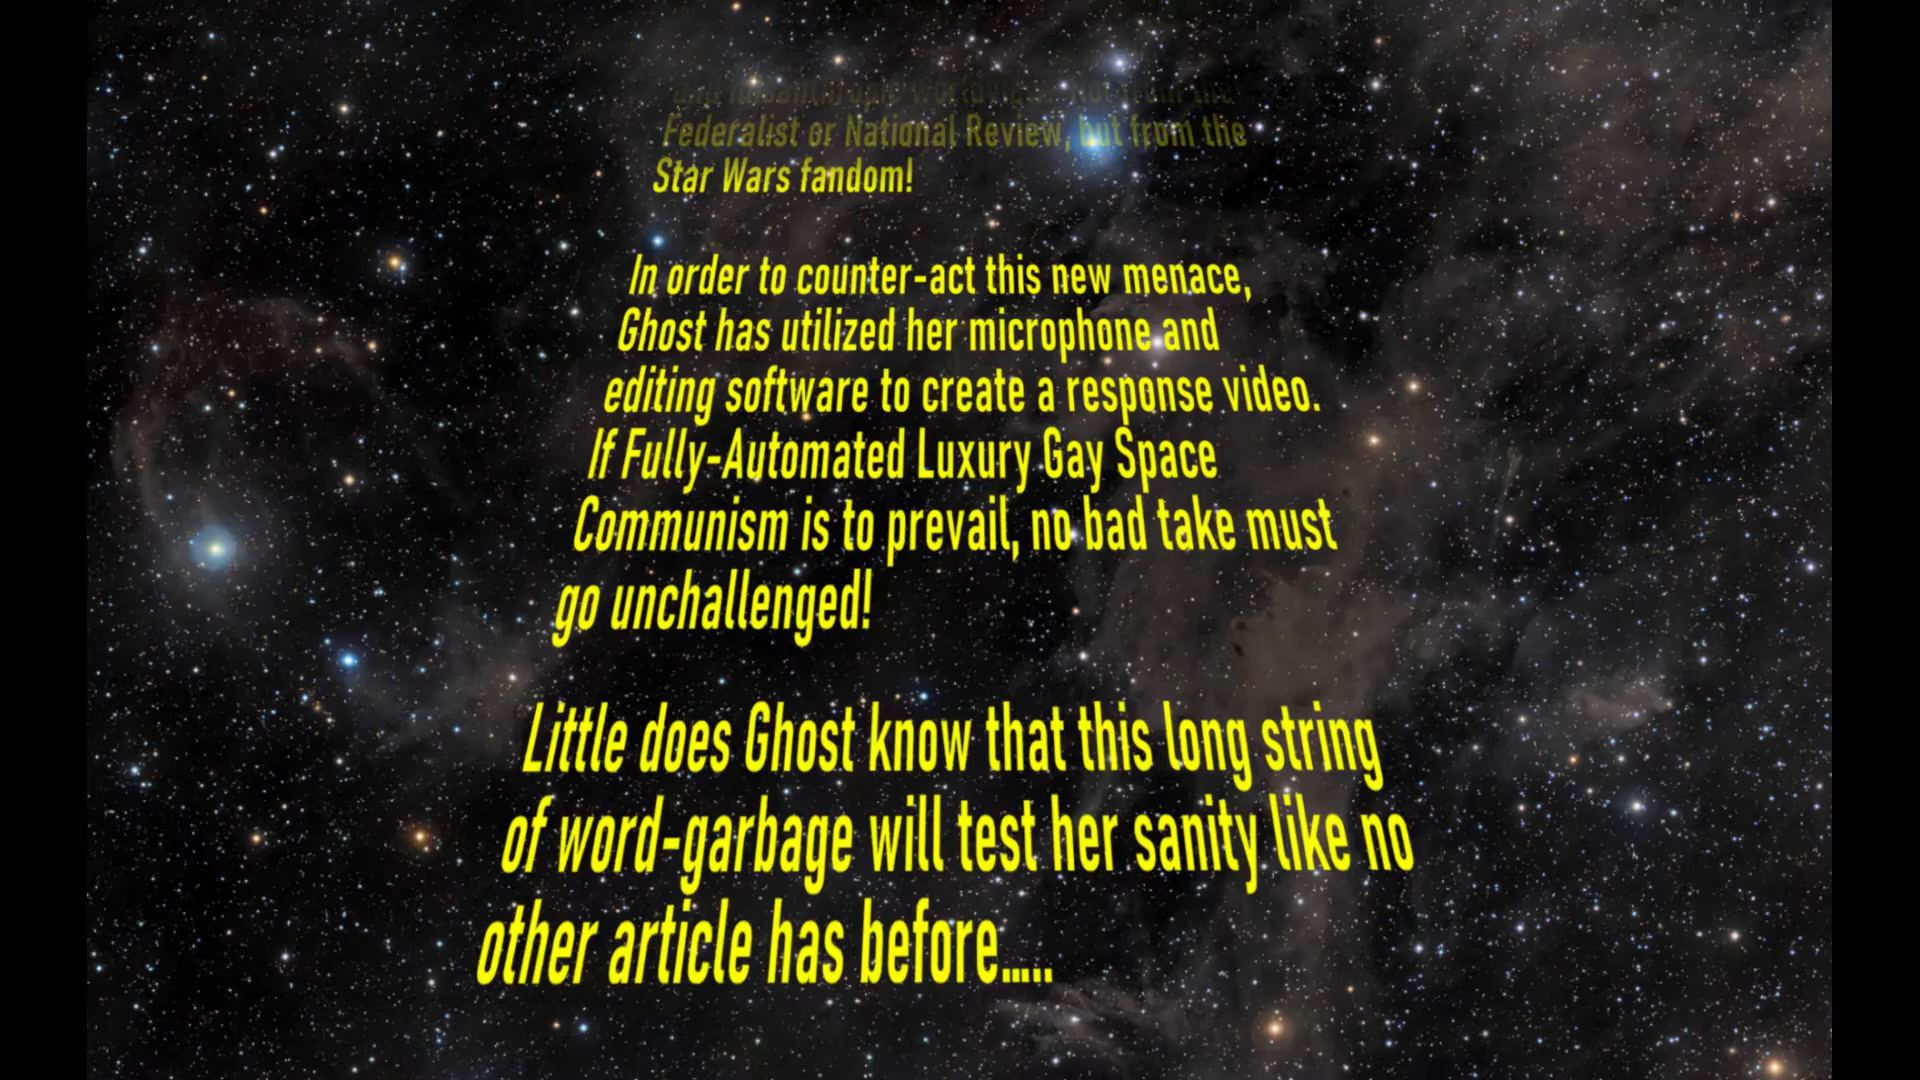 from the
Federalist or National Review, but from the
Star Wars fandom!
In order to counter-act this new menace,
Ghost has utilized her microphone and
editing software to create a response video.
If Fully-Automated Luxury Gay Space
Communism is to prevail, no bad take must
go unchallenged!
Little does Ghost know that this long string
of word-garbage will test her sanity like no
other article has before.....